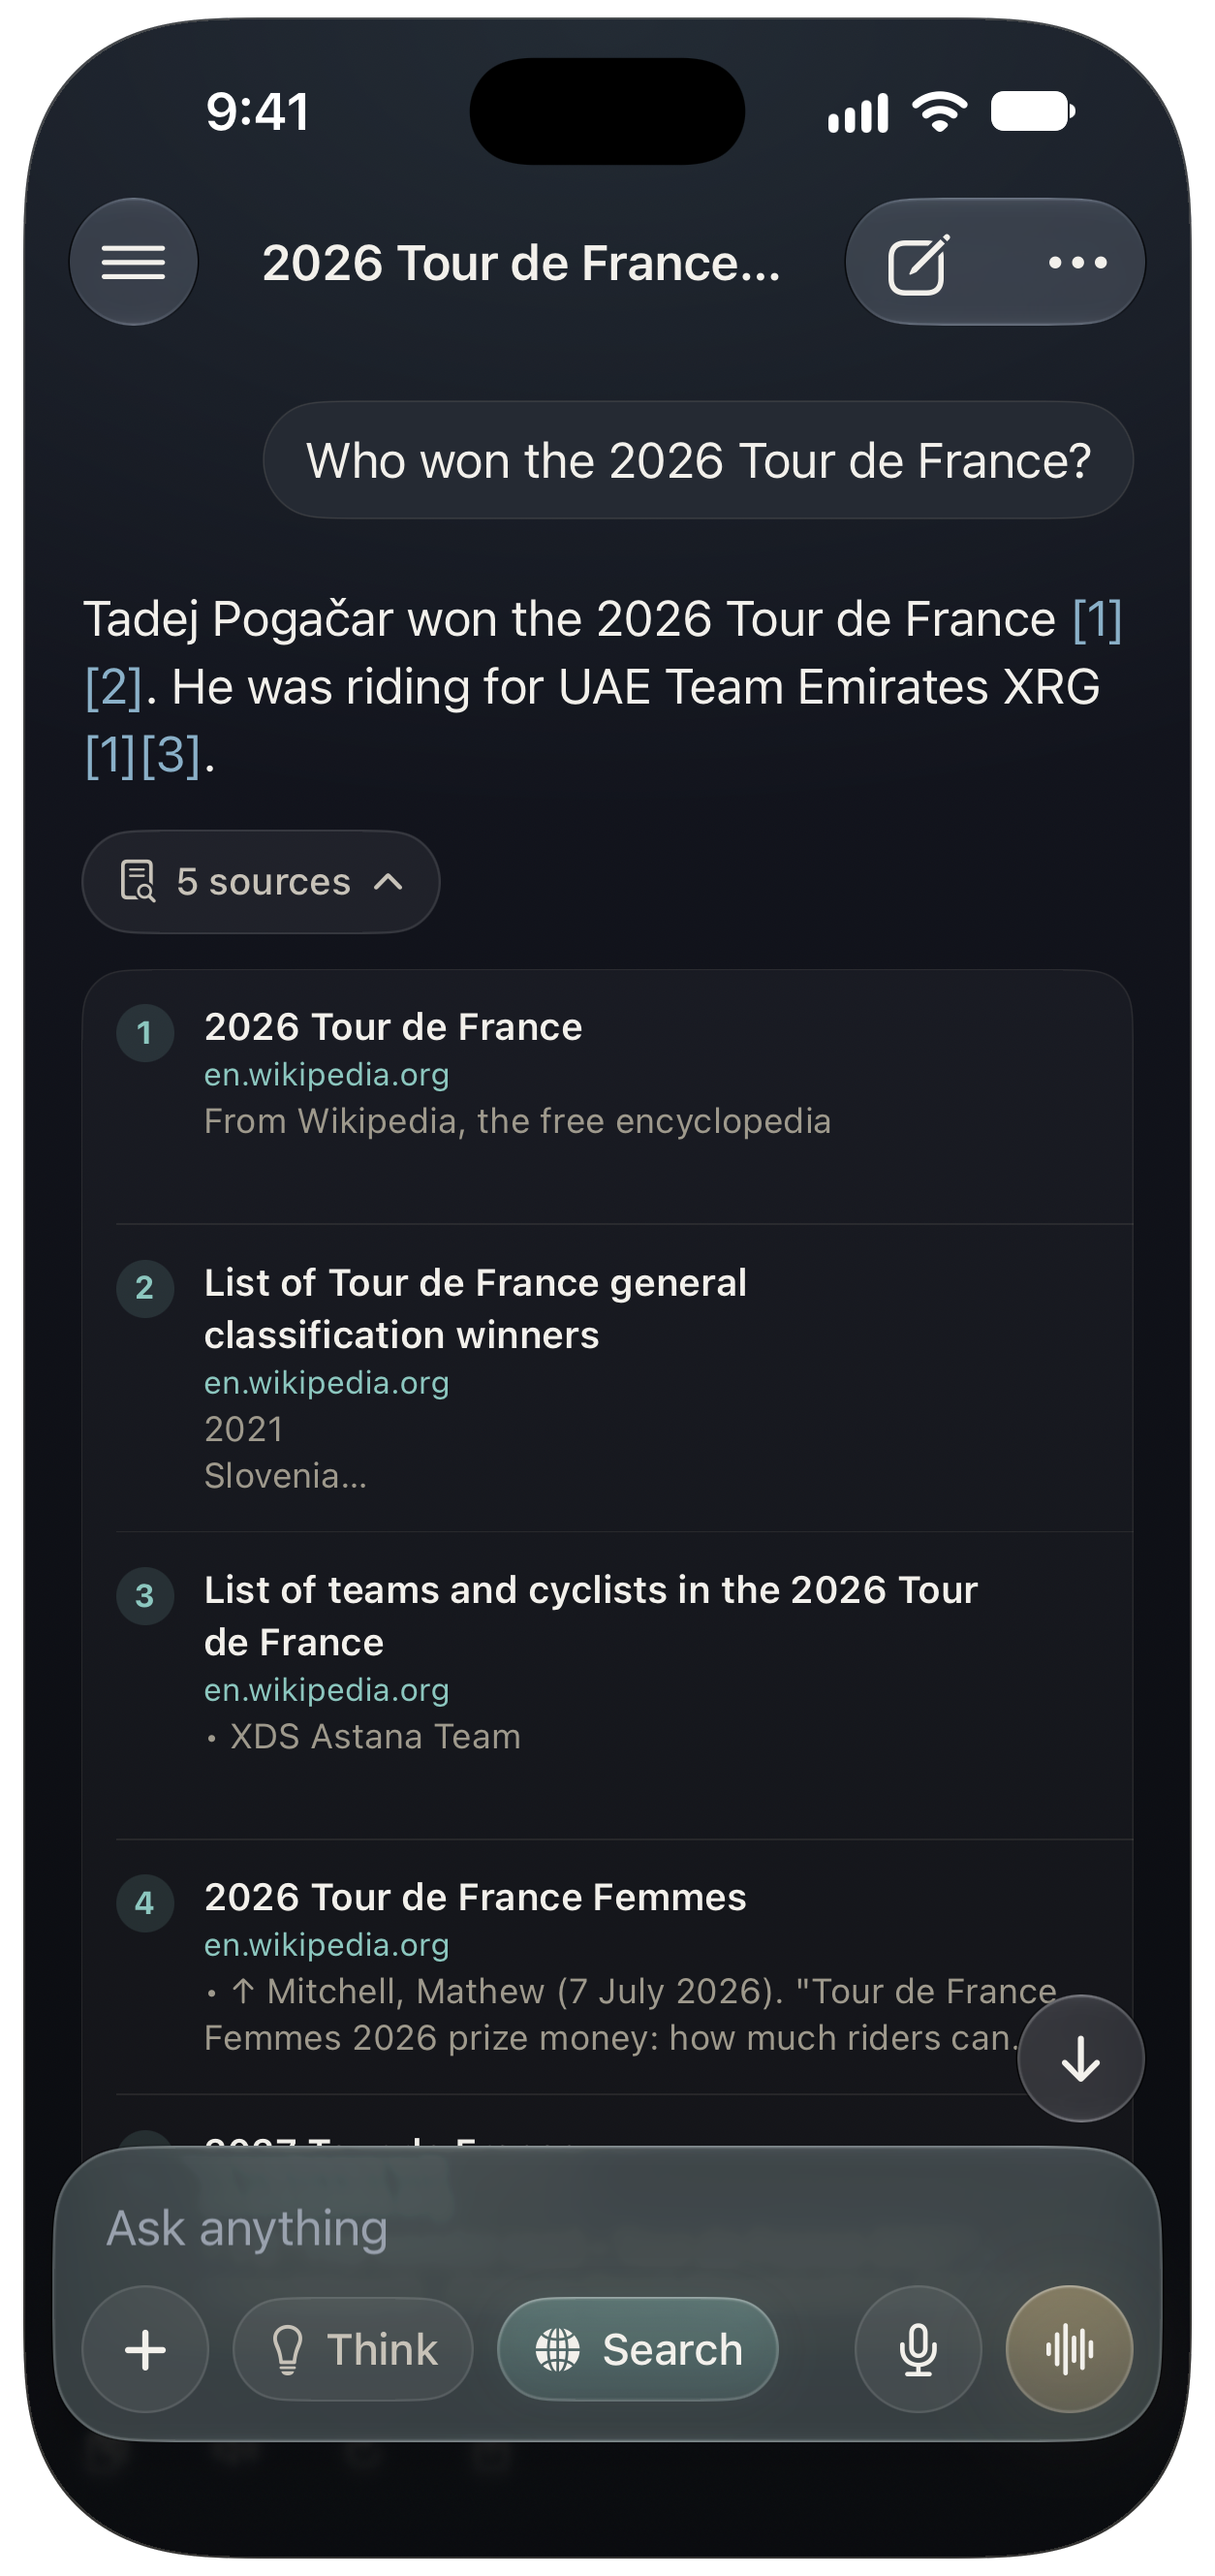 9:41
2026 Tour de France...
Who won the 2026 Tour de France?
Tadej Pogačar won the 2026 Tour de France [1]
[2]. He was riding for UAE Team Emirates XRG
[1][3].
5 sources
1
2026 Tour de France
en.wikipedia.org
From Wikipedia, the free encyclopedia
2
List of Tour de France general
classification winners
en.wikipedia.org
2021
Slovenia...
3
List of teams and cyclists in the 2026 Tour
de France
en.wikipedia.org
• XDS Astana Team
4
2026 Tour de France Femmes
en.wikipedia.org
• ↑ Mitchell, Mathew (7 July 2026). "Tour de France
Femmes 2026 prize money: how much riders can.
Ask anything
Think
Search